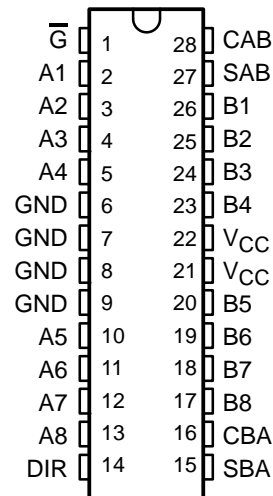 G̅ 1 28 CAB
A1 2 27 SAB
A2 3 26 B1
A3 4 25 B2
A4 5 24 B3
GND 6 23 B4
GND 7 22 VCC
GND 8 21 VCC
GND 9 20 B5
A5 10 19 B6
A6 11 18 B7
A7 12 17 B8
A8 13 16 CBA
DIR 14 15 SBA